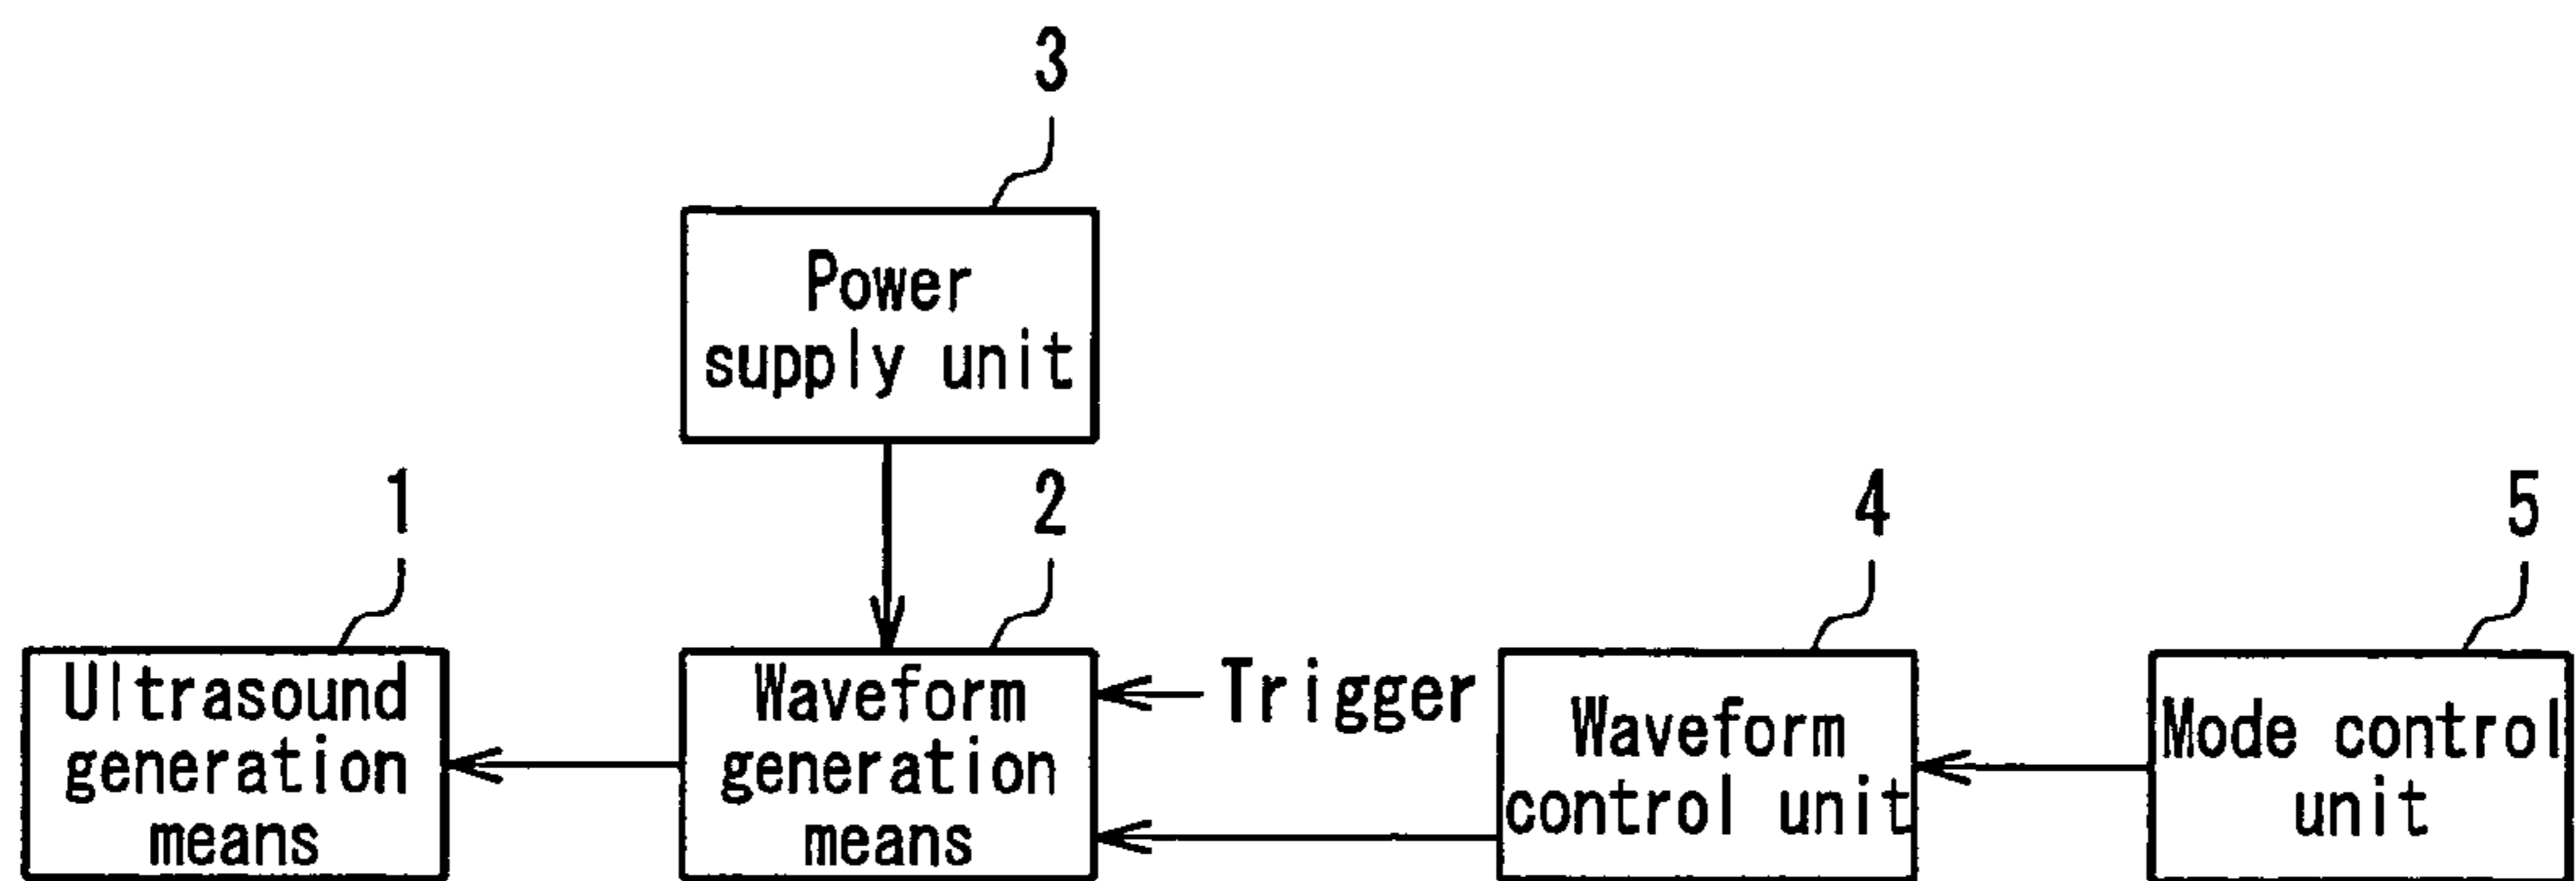 3
Power
supply unit
1
2
4
5
Ultrasound
generation
means
Waveform
generation
means
Trigger
Waveform
control unit
Mode control
unit